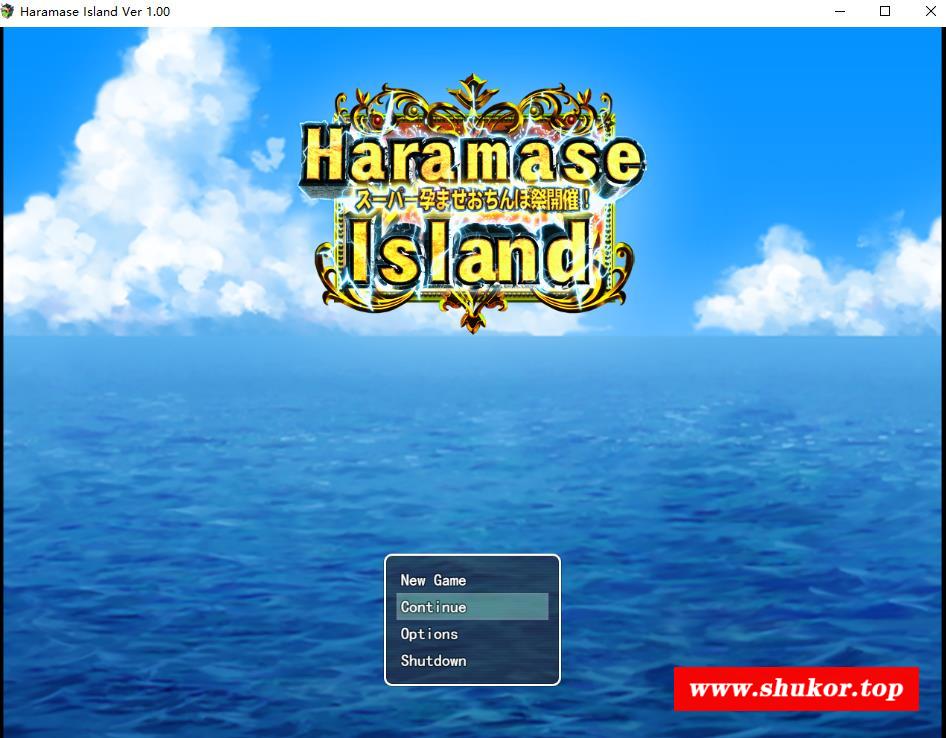 Haramase Island Ver 1.00
Haramase
スーパー孕ませおちんぽ祭開催！
Island
New Game
Continue
Options
Shutdown
www.shukor.top